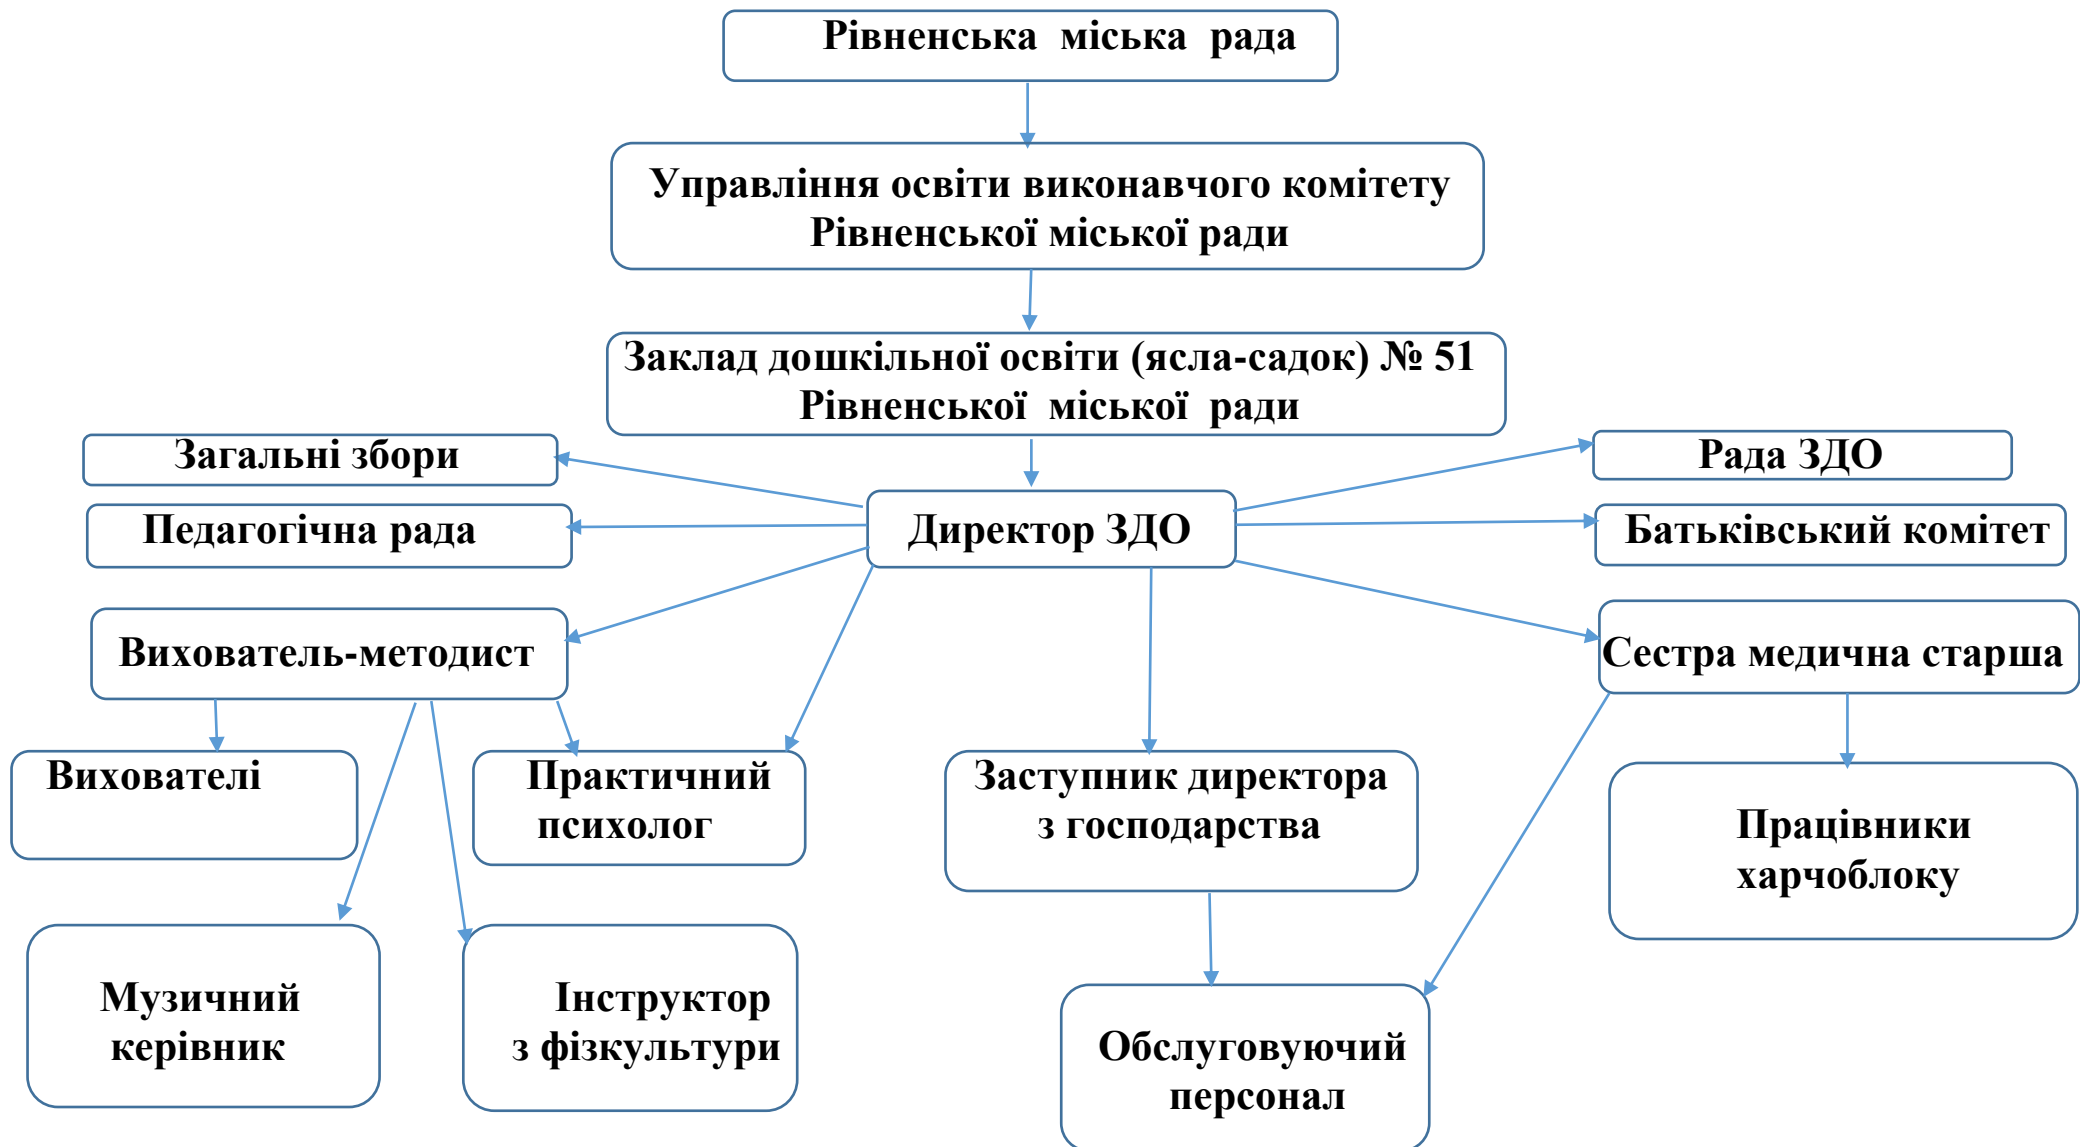 Рівненська міська рада
Управління освіти виконавчого комітету
Рівненської міської ради
Заклад дошкільної освіти (ясла-садок) № 51
Рівненської міської ради
Загальні збори
Рада ЗДО
Педагогічна рада
Директор ЗДО
Батьківський комітет
Вихователь-методист
Сестра медична старша
Вихователі
Практичний
психолог
Заступник директора
з господарства
Працівники
харчоблоку
Музичний
керівник
Інструктор
з фізкультури
Обслуговуючий
персонал